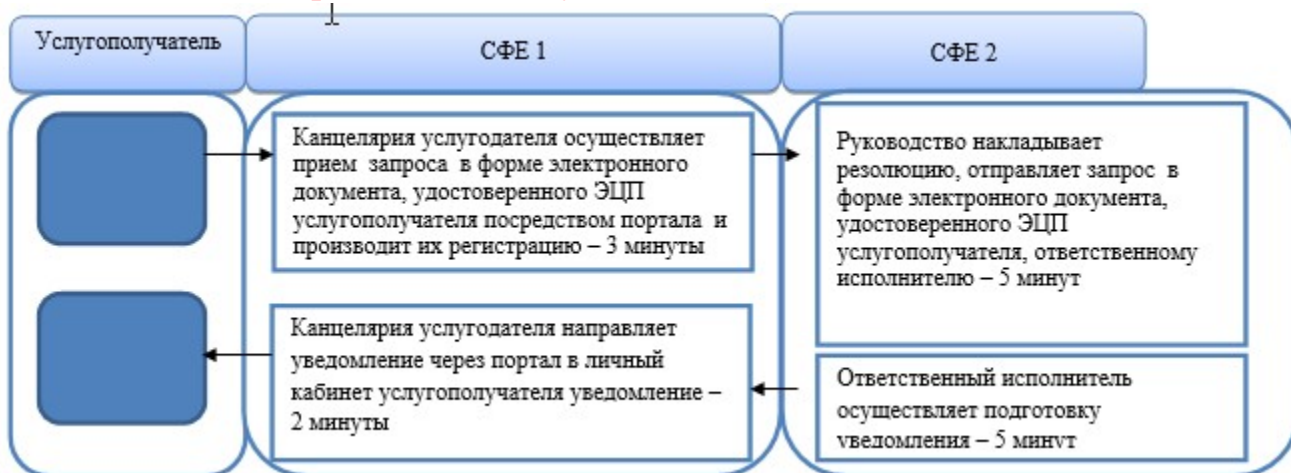 Услугополучатель
СФЕ 1
СФЕ 2
Канцелярия услугодателя осуществляет
прием запроса в форме электронного
документа, удостоверенного ЭЦП
услугополучателя посредством портала и
производит их регистрацию – 3 минуты
Руководство накладывает
резолюцию, отправляет запрос в
форме электронного документа,
удостоверенного ЭЦП
услугополучателя, ответственному
исполнителю – 5 минут
Канцелярия услугодателя направляет
уведомление через портал в личный
кабинет услугополучателя уведомление –
2 минуты
Ответственный исполнитель
осуществляет подготовку
уведомления – 5 минут